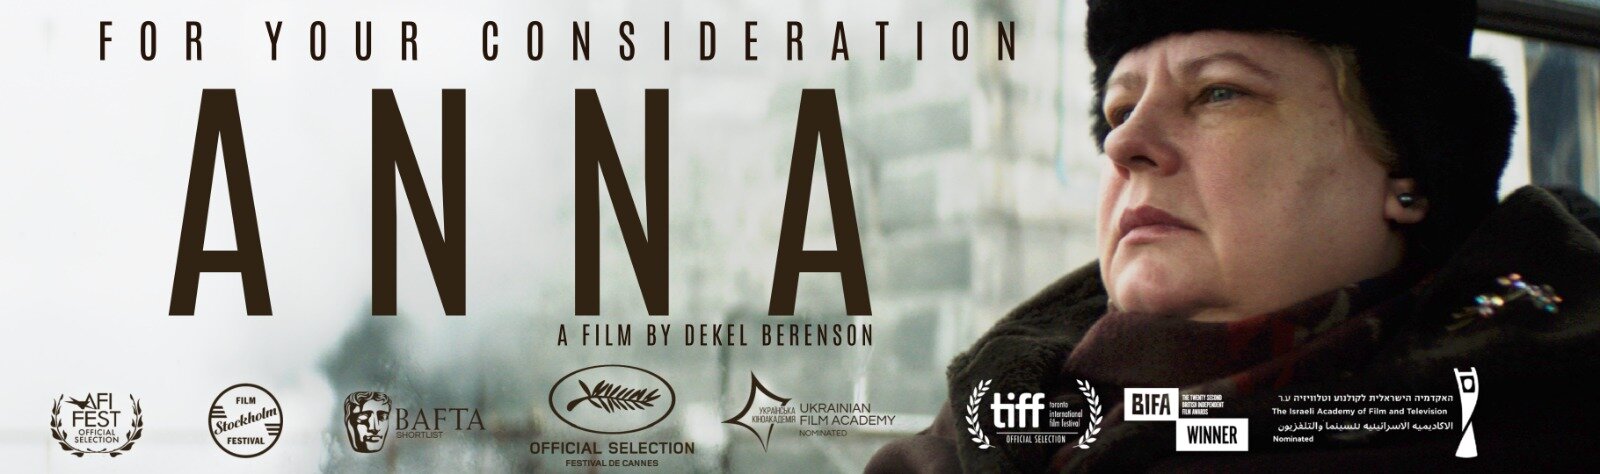 FOR YOUR CONSIDERATION
ANNA
A FILM BY DEKEL BERENSON
AFI
FEST
OFFICIAL
SELECTION
FILM
Stockholm
FESTIVAL
BAFTA
SHORTLIST
OFFICIAL SELECTION
FESTIVAL DE CANNES
УКРАЇНСЬКА
КІНОАКАДЕМІЯ
UKRAINIAN
FILM ACADEMY
NOMINATED
tiff
toronto
international
film festival
OFFICIAL SELECTION
BIFA
THE TWENTY SECOND
BRITISH INDEPENDENT
FILM AWARDS
WINNER
האקדמיה הישראלית לקולנוע וטלוויזיה ע.ר
The Israeli Academy of Film and Television
الاكاديميه الاسرائيليه للسينما والتلفزيون
Nominated